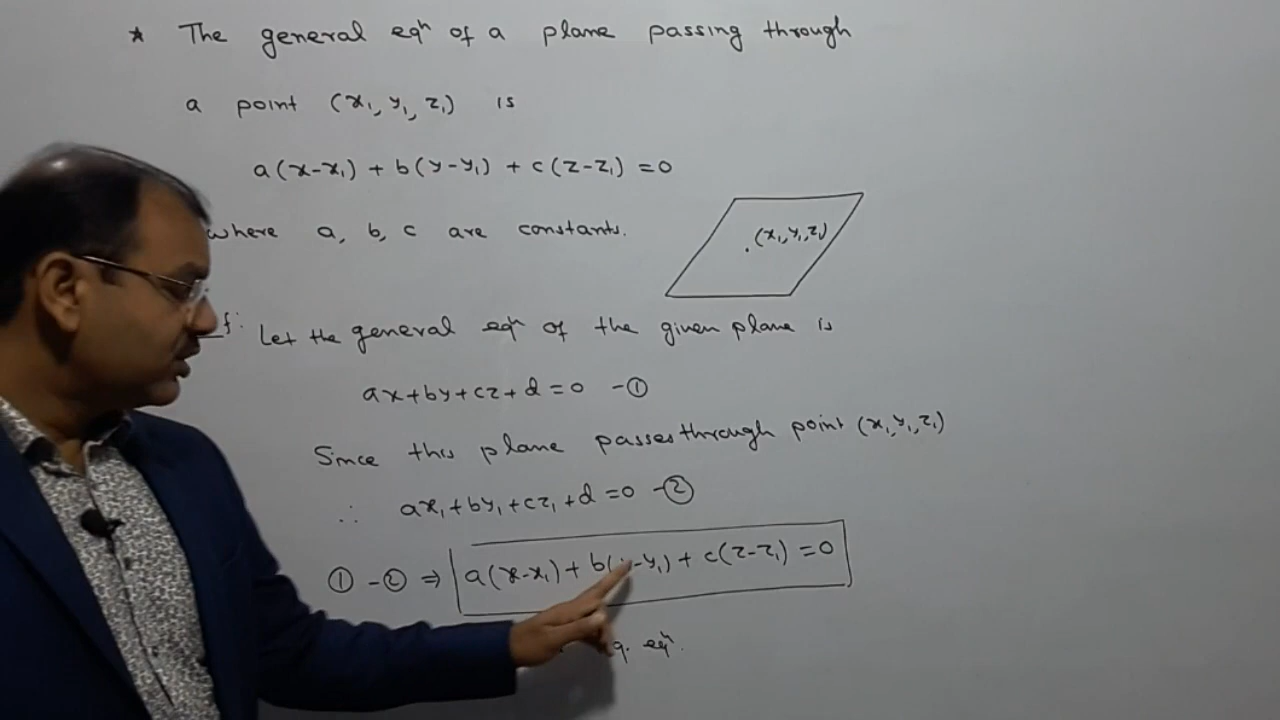 * The general eqⁿ of a plane passing through
a point (x₁, y₁, z₁) is
a(x-x₁) + b(y-y₁) + c(z-z₁) = 0
where a, b, c are constants.
(x₁, y₁, z₁)
Let the general eqⁿ of the given plane is
ax+by+cz+d=0 -①
Since this plane passes through point (x₁, y₁, z₁)
∴ ax₁+by₁+cz₁+d=0 -②
①-② ⇒ a(x-x₁)+b(y-y₁)+c(z-z₁)=0
eqⁿ.